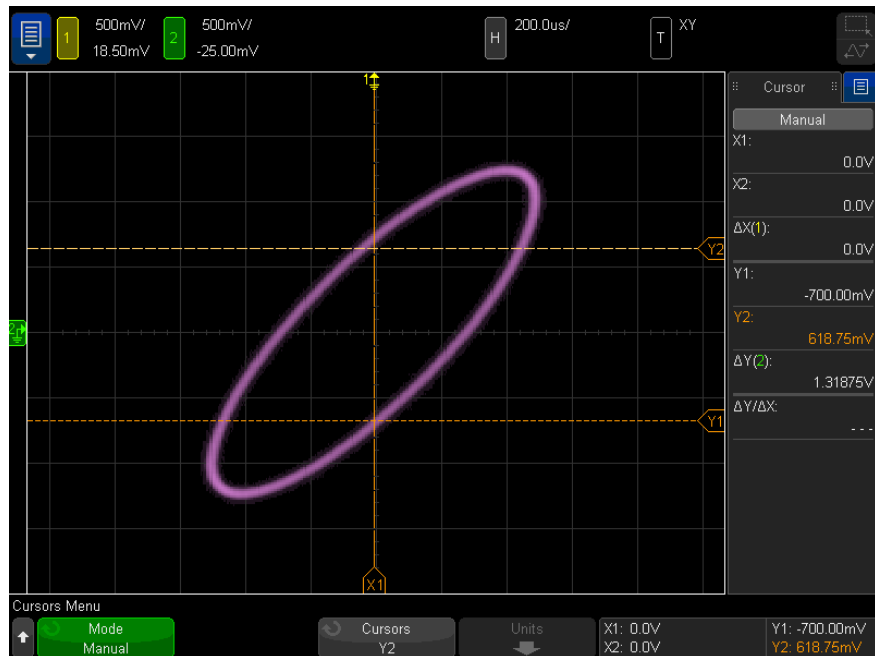 1
500mV/
18.50mV
2
500mV/
-25.00mV
H
200.0us/
T
XY
1
Cursor
Manual
X1:
0.0V
X2:
0.0V
ΔX(1):
0.0V
Y1:
-700.00mV
Y2:
618.75mV
ΔY(2):
1.31875V
ΔY/ΔX:
---
Y2
2
Y1
X1
Cursors Menu
Mode
Manual
Cursors
Y2
Units
X1: 0.0V
X2: 0.0V
Y1: -700.00mV
Y2: 618.75mV